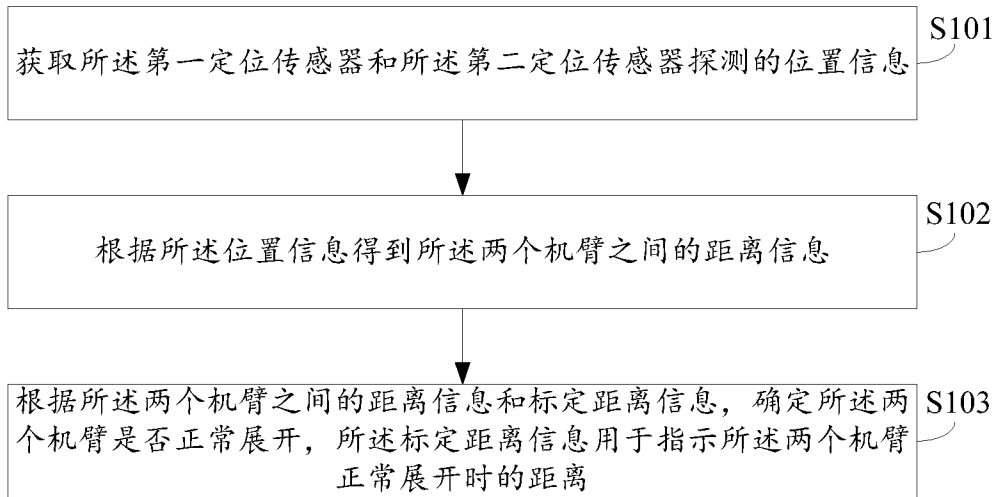 获取所述第一定位传感器和所述第二定位传感器探测的位置信息
S101
根据所述位置信息得到所述两个机臂之间的距离信息
S102
根据所述两个机臂之间的距离信息和标定距离信息，确定所述两
个机臂是否正常展开，所述标定距离信息用于指示所述两个机臂
正常展开时的距离
S103